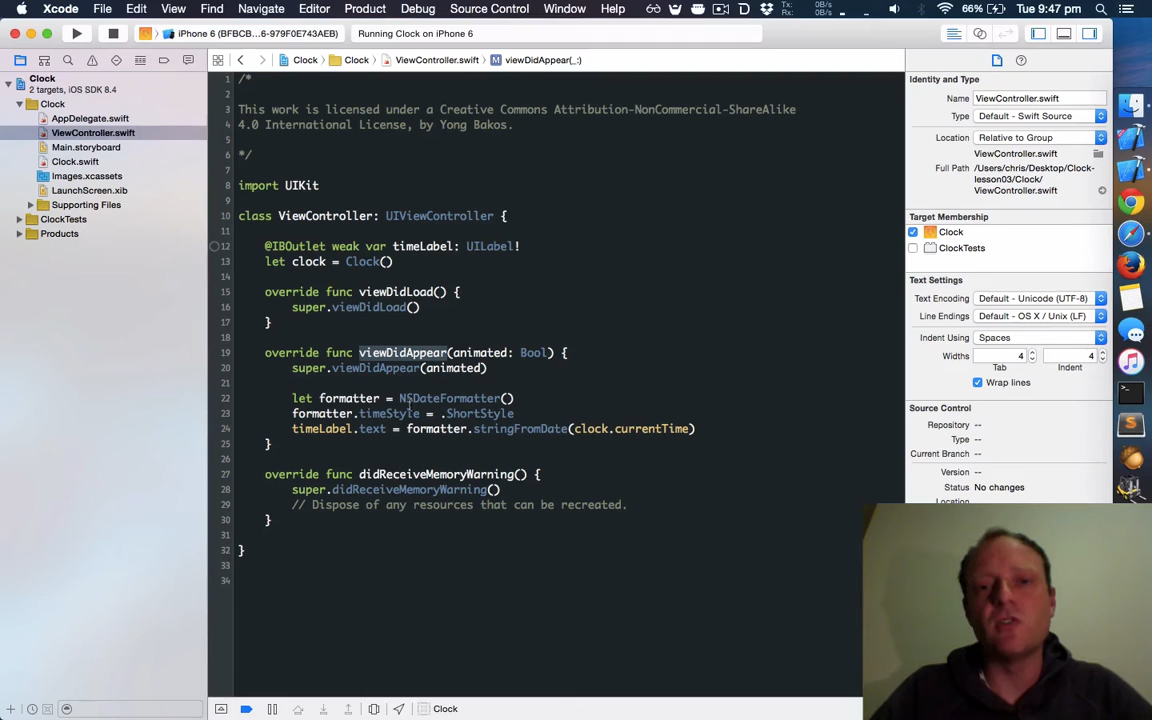 Xcode File Edit View Find Navigate Editor Product Debug Source Control Window Help Tx: 0B/s Rx: 0B/s 66% Tue 9:47 pm
iPhone 6 (BFBCB...6-979F0E743AEB) Running Clock on iPhone 6
Clock Clock ViewController.swift M viewDidAppear(_:)
Clock
2 targets, iOS SDK 8.4
Clock
AppDelegate.swift
ViewController.swift
Main.storyboard
Clock.swift
Images.xcassets
LaunchScreen.xib
Supporting Files
ClockTests
Products
1 /*
2
3 This work is licensed under a Creative Commons Attribution-NonCommercial-ShareAlike
4 4.0 International License, by Yong Bakos.
5
6 */
7
8 import UIKit
9
10 class ViewController: UIViewController {
11
12 @IBOutlet weak var timeLabel: UILabel!
13 let clock = Clock()
14
15 override func viewDidLoad() {
16 super.viewDidLoad()
17 }
18
19 override func viewDidAppear(animated: Bool) {
20 super.viewDidAppear(animated)
21
22 let formatter = NSDateFormatter()
23 formatter.timeStyle = .ShortStyle
24 timeLabel.text = formatter.stringFromDate(clock.currentTime)
25 }
26
27 override func didReceiveMemoryWarning() {
28 super.didReceiveMemoryWarning()
29 // Dispose of any resources that can be recreated.
30 }
31
32 }
33
34
Identity and Type
Name ViewController.swift
Type Default - Swift Source
Location Relative to Group
ViewController.swift
Full Path /Users/chris/Desktop/Clock-
lesson03/Clock/
ViewController.swift
Target Membership
Clock
ClockTests
Text Settings
Text Encoding Default - Unicode (UTF-8)
Line Endings Default - OS X / Unix (LF)
Indent Using Spaces
Widths 4 4
Tab Indent
Wrap lines
Source Control
Repository --
Type --
Current Branch --
Version --
Status No changes
Location
Clock